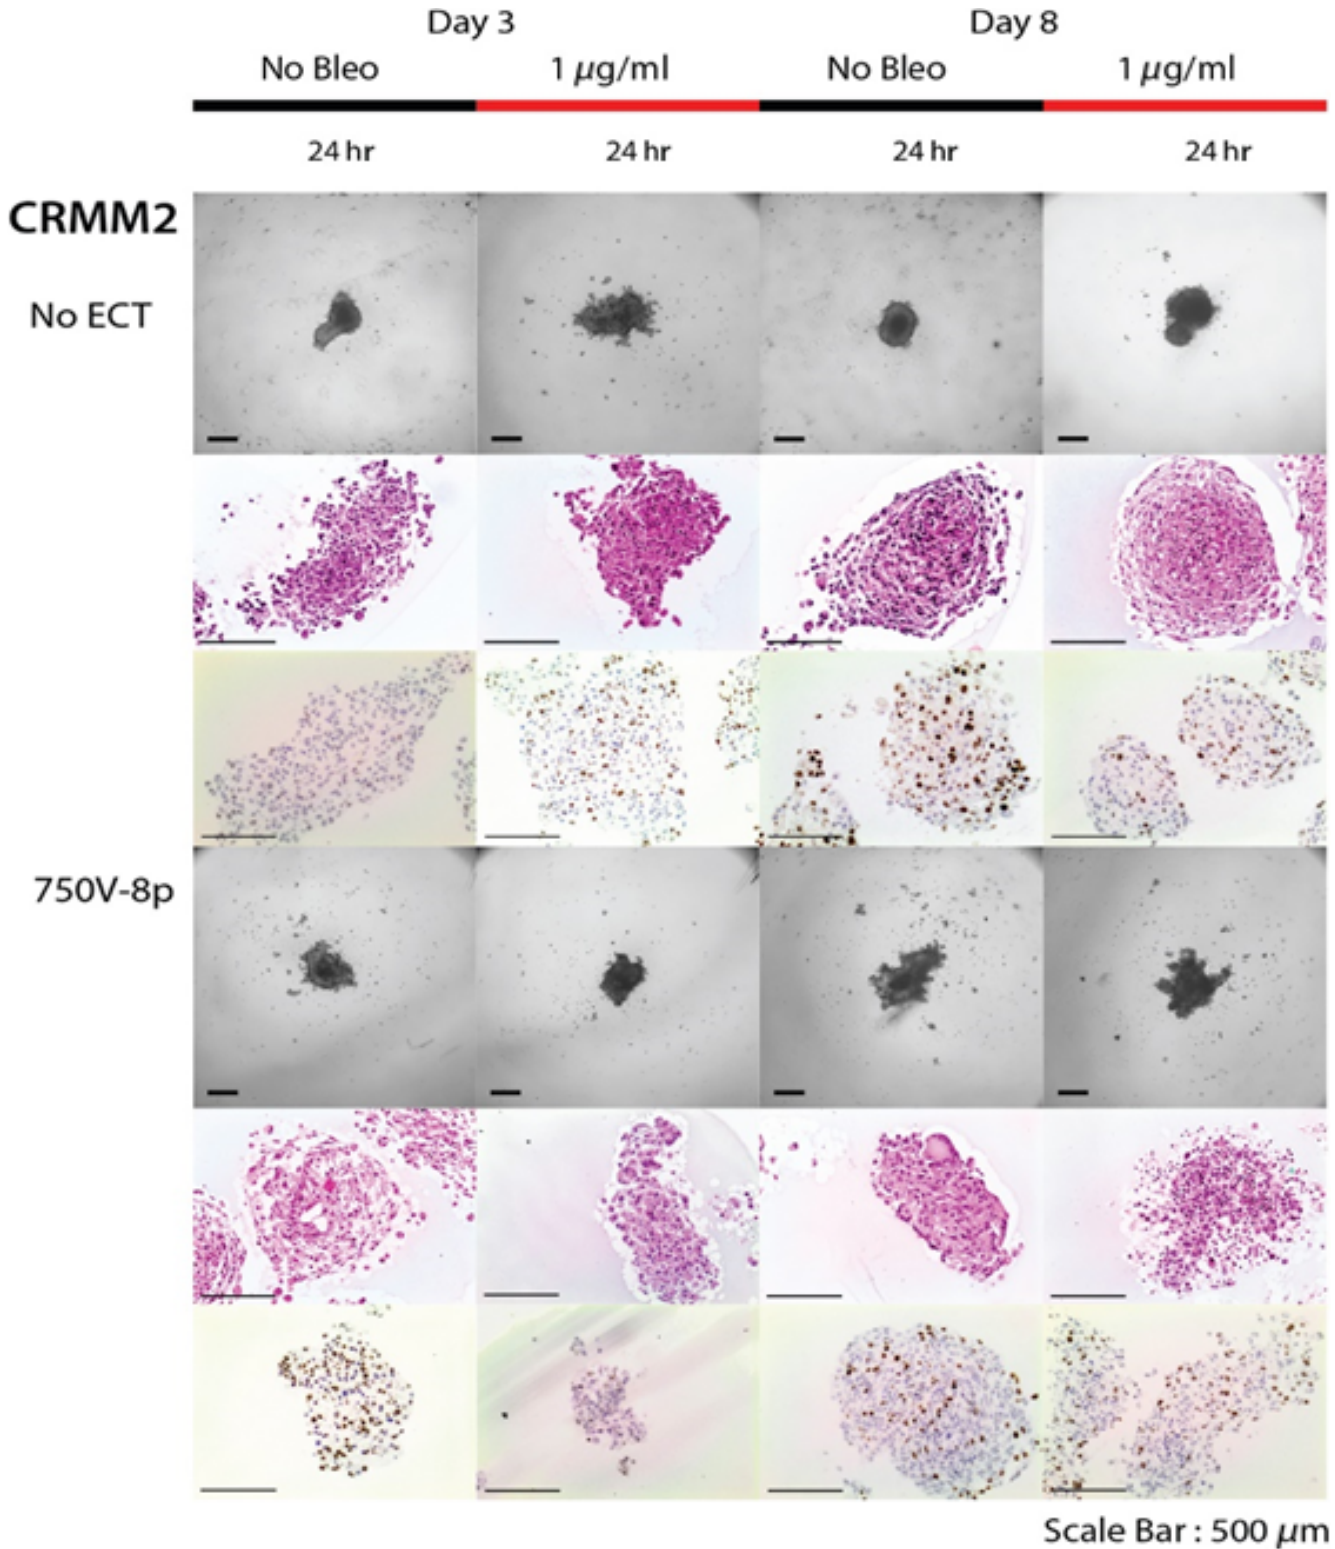 Day 3 Day 8
No Bleo 1 µg/ml No Bleo 1 µg/ml
24 hr 24 hr 24 hr 24 hr
CRMM2
No ECT
750V-8p
Scale Bar : 500 µm